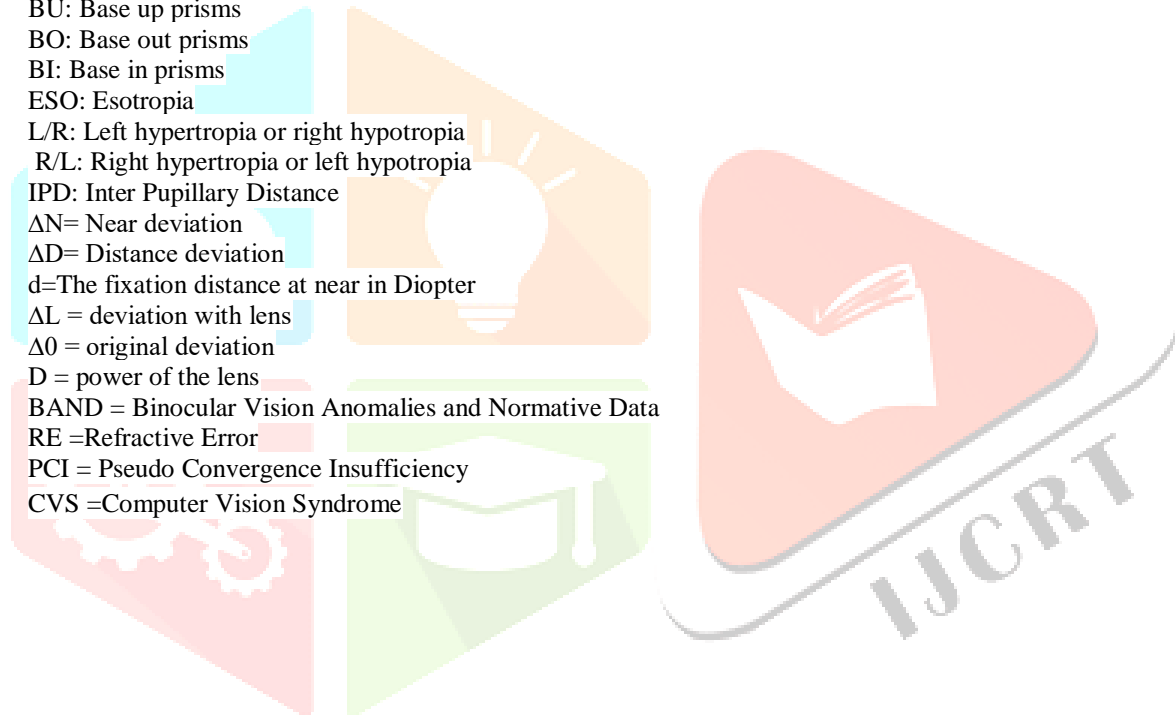 BU: Base up prisms
BO: Base out prisms
BI: Base in prisms
ESO: Esotropia
L/R: Left hypertropia or right hypotropia
R/L: Right hypertropia or left hypotropia
IPD: Inter Pupillary Distance
ΔN= Near deviation
ΔD= Distance deviation
d=The fixation distance at near in Diopter
ΔL = deviation with lens
Δ0 = original deviation
D = power of the lens
BAND = Binocular Vision Anomalies and Normative Data
RE =Refractive Error
PCI = Pseudo Convergence Insufficiency
CVS =Computer Vision Syndrome
IJCRT